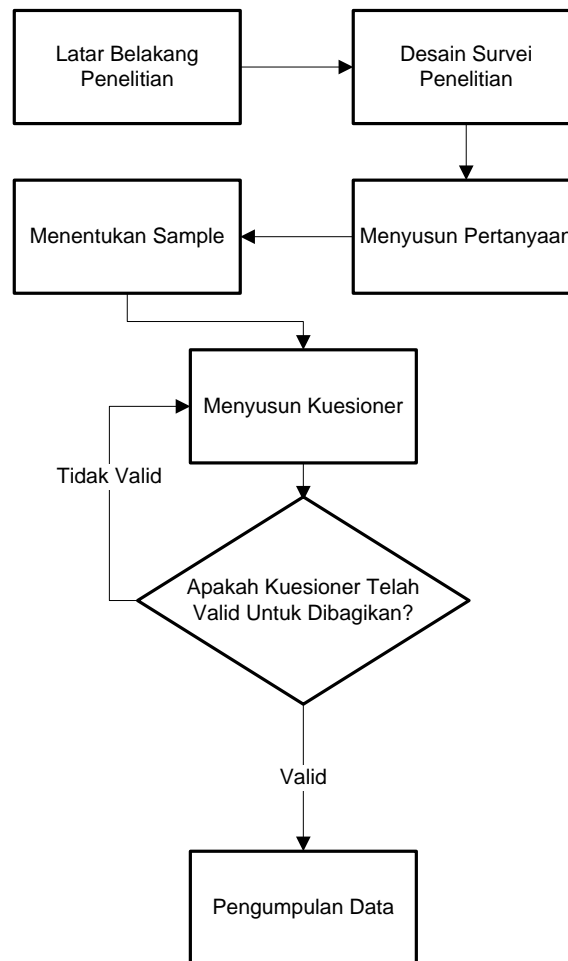 Latar Belakang
Penelitian
Desain Survei
Penelitian
Menyusun Pertanyaan
Menentukan Sample
Menyusun Kuesioner
Tidak Valid
Apakah Kuesioner Telah
Valid Untuk Dibagikan?
Valid
Pengumpulan Data